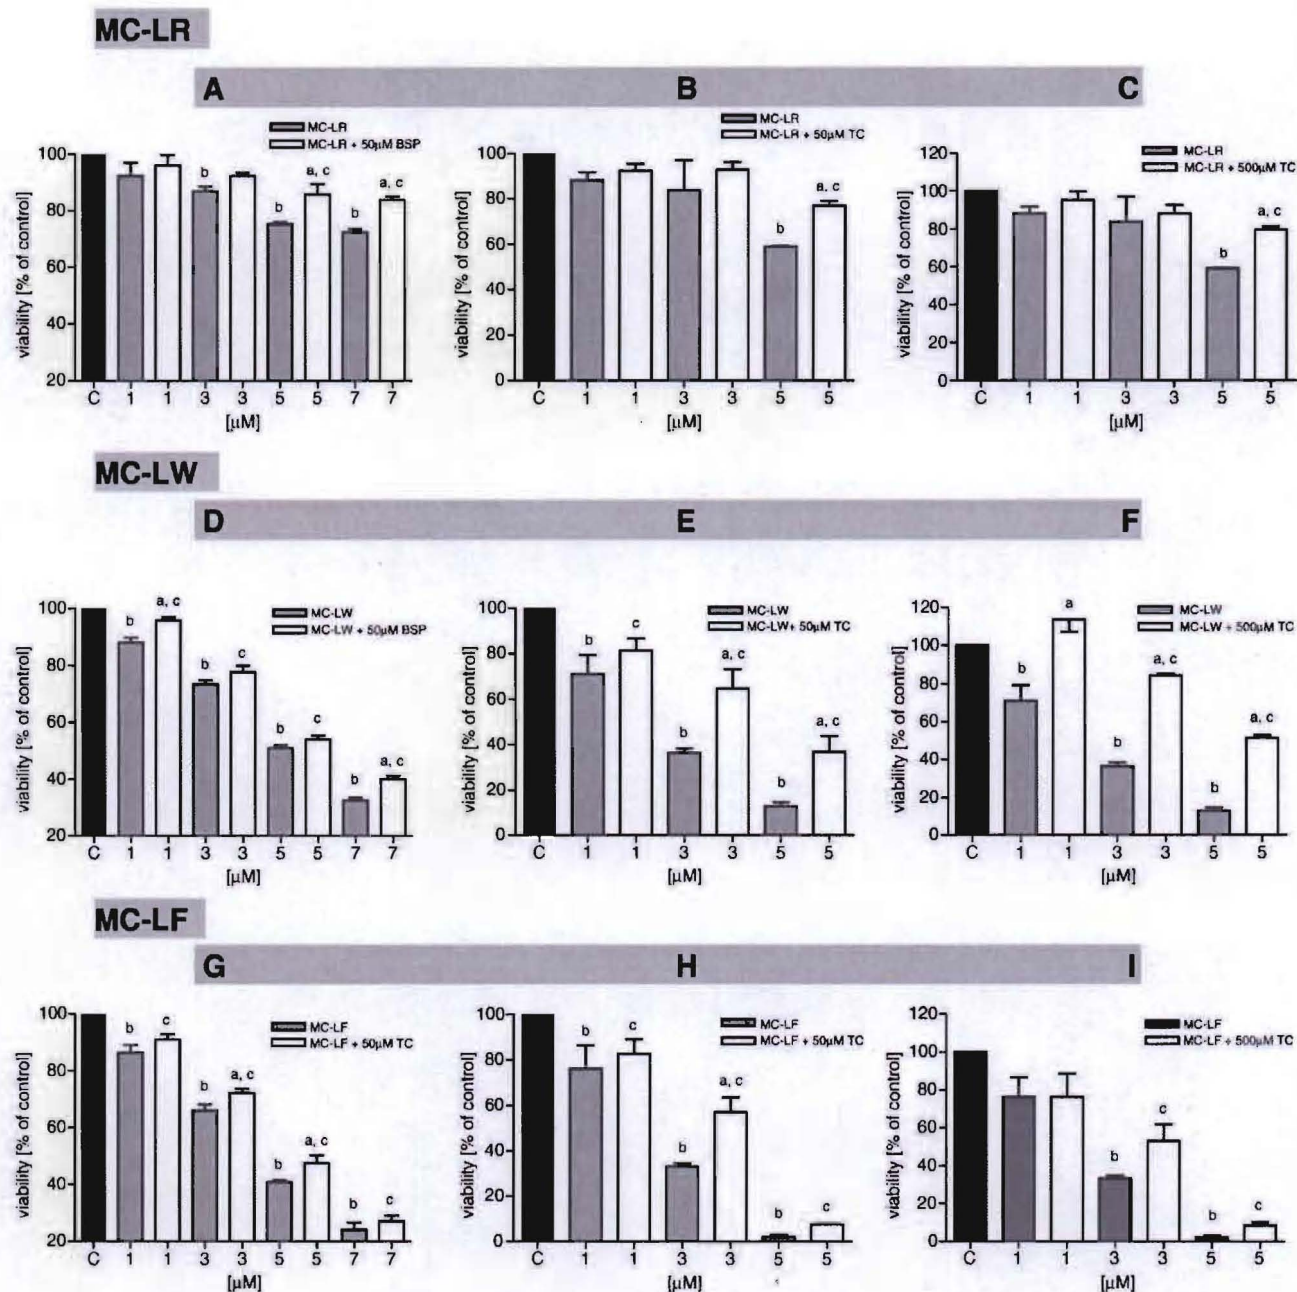 MC-LR
A B C
MC-LR
MC-LR + 50µM BSP
viability [% of control]
100
80
60
40
20
b
b
a, c
b
a, c
C 1 1 3 3 5 5 7 7
[µM]
MC-LR
MC-LR + 50µM TC
viability [% of control]
100
80
60
40
20
0
b
a, c
C 1 1 3 3 5 5
[µM]
MC-LR
MC-LR + 500µM TC
viability [% of control]
120
100
80
60
40
20
0
b
a, c
C 1 1 3 3 5 5
[µM]
MC-LW
D E F
MC-LW
MC-LW + 50µM BSP
viability [% of control]
100
80
60
40
20
b
a, c
b
c
b
c
b
a, c
C 1 1 3 3 5 5 7 7
[µM]
MC-LW
MC-LW+ 50µM TC
viability [% of control]
100
80
60
40
20
0
b
c
b
a, c
b
a, c
C 1 1 3 3 5 5
[µM]
MC-LW
MC-LW + 500µM TC
viability [% of control]
120
100
80
60
40
20
0
b
a
b
a, c
b
a, c
C 1 1 3 3 5 5
[µM]
MC-LF
G H I
MC-LF
MC-LF + 50µM TC
viability [% of control]
100
80
60
40
20
b
c
b
a, c
b
a, c
b
c
C 1 1 3 3 5 5 7 7
[µM]
MC-LF
MC-LF + 50µM TC
viability [% of control]
100
80
60
40
20
0
b
c
b
a, c
b
c
C 1 1 3 3 5 5
[µM]
MC-LF
MC-LF + 500µM TC
viability [% of control]
120
100
80
60
40
20
0
b
c
b
c
C 1 1 3 3 5 5
[µM]